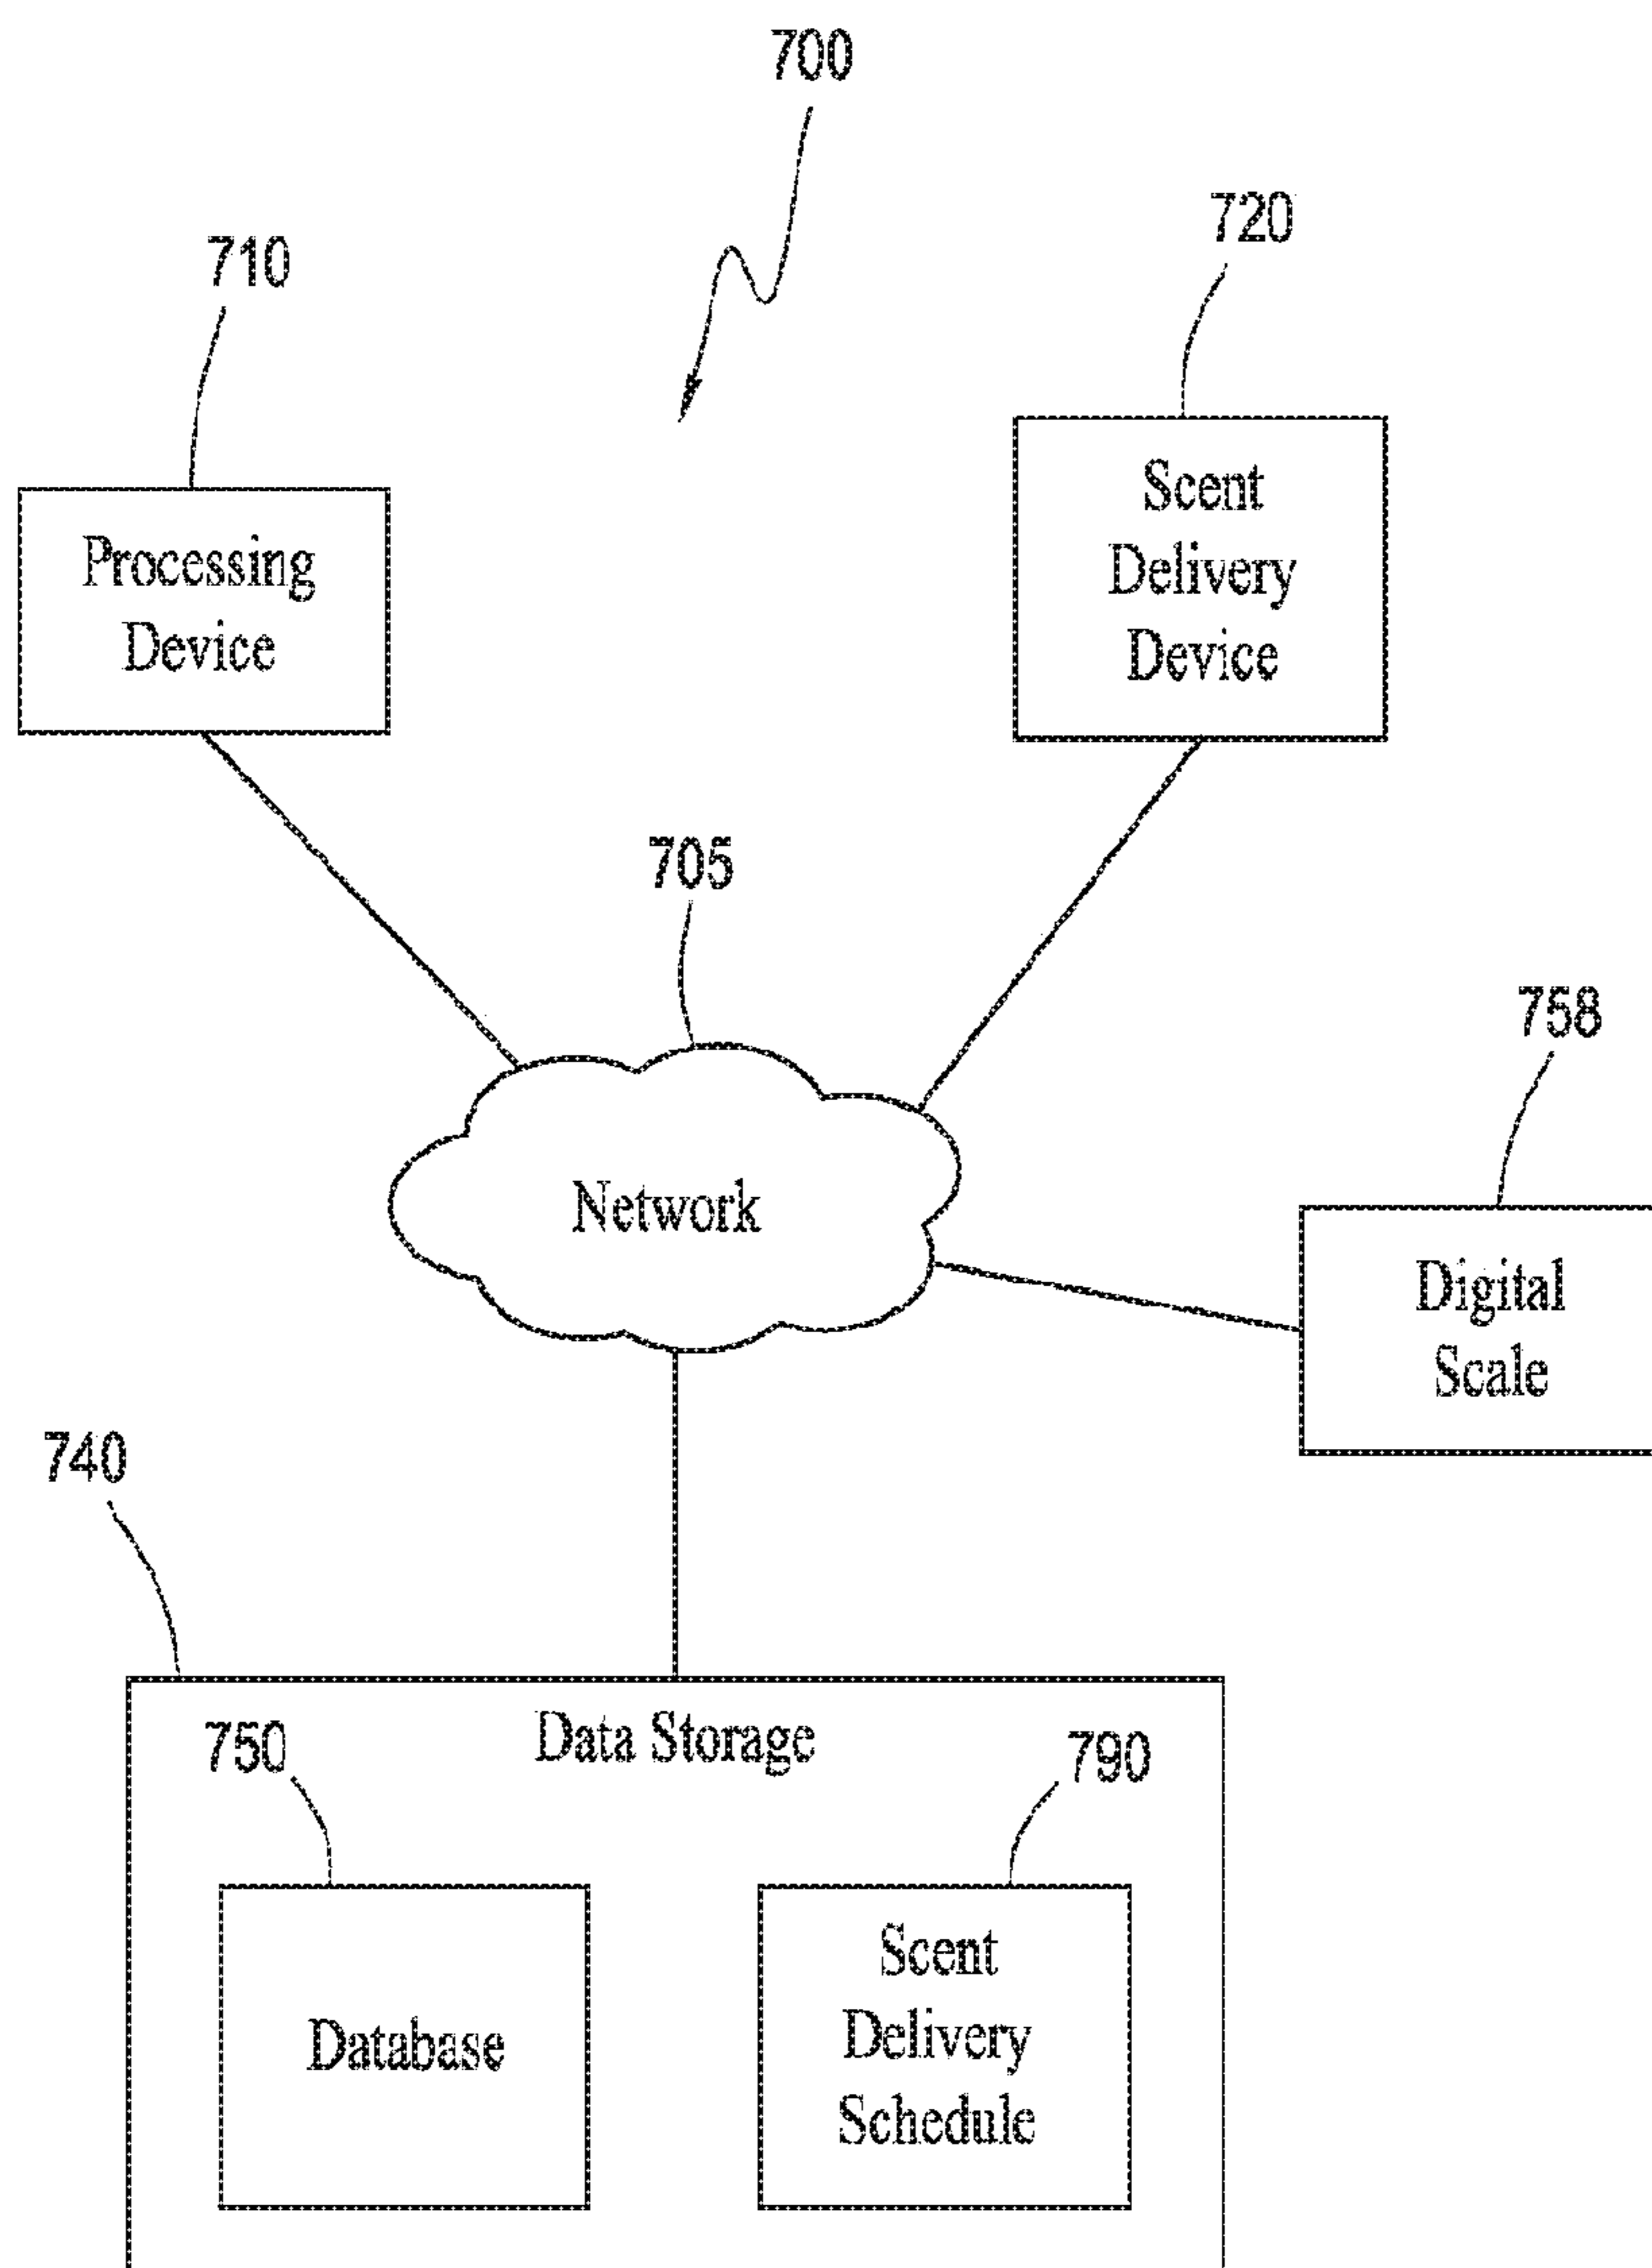 700
720
710
Scent
Delivery
Device
Processing
Device
705
758
Network
Digital
Scale
740
Data Storage
750
790
Database
Scent
Delivery
Schedule